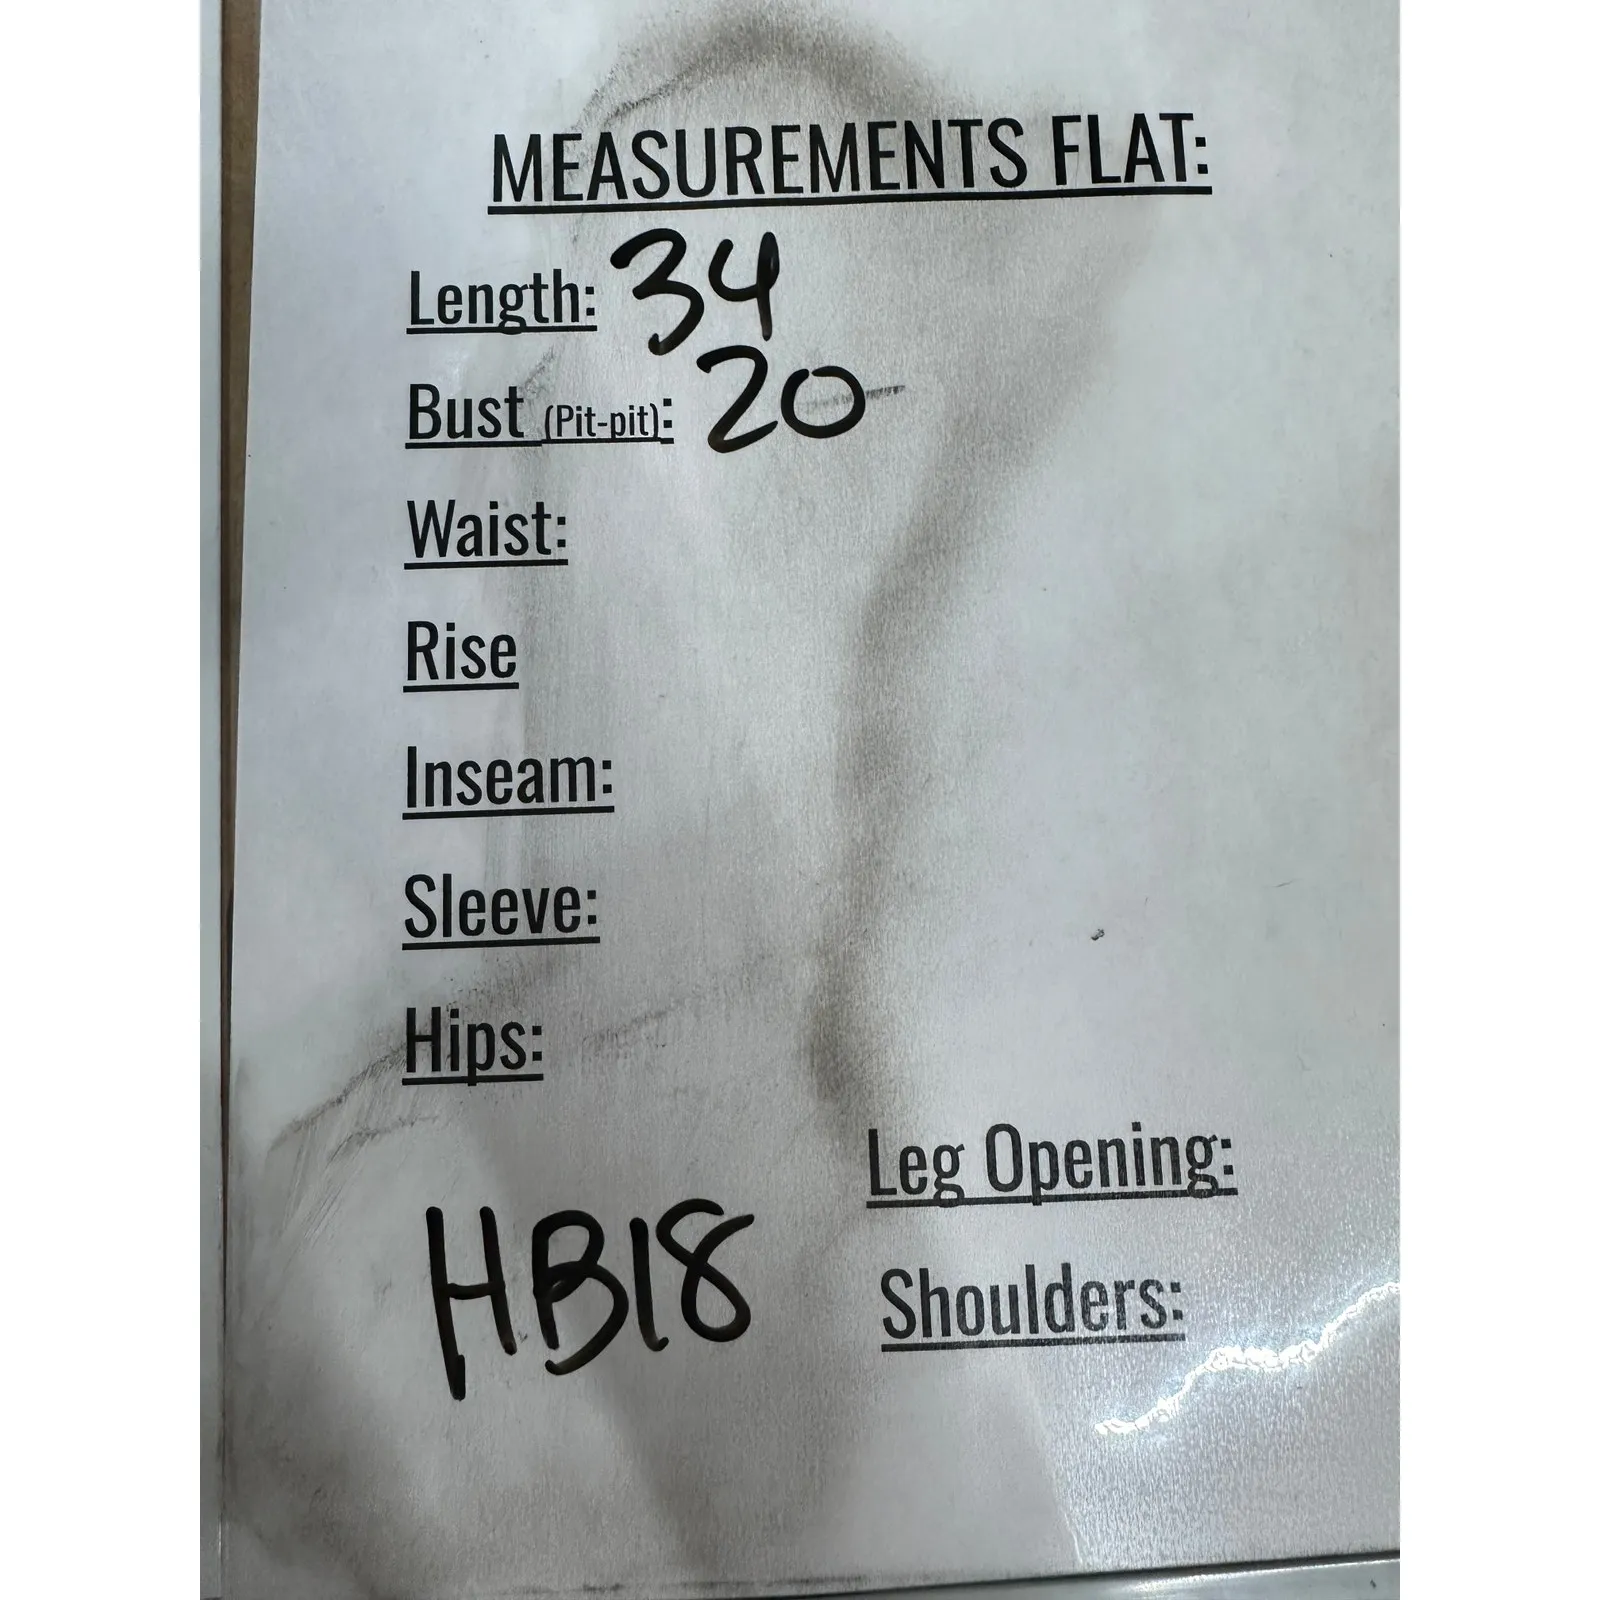 MEASUREMENTS FLAT:
Length: 34
Bust (Pit-pit): 20
Waist:
Rise
Inseam:
Sleeve:
Hips:
Leg Opening:
HB18
Shoulders: